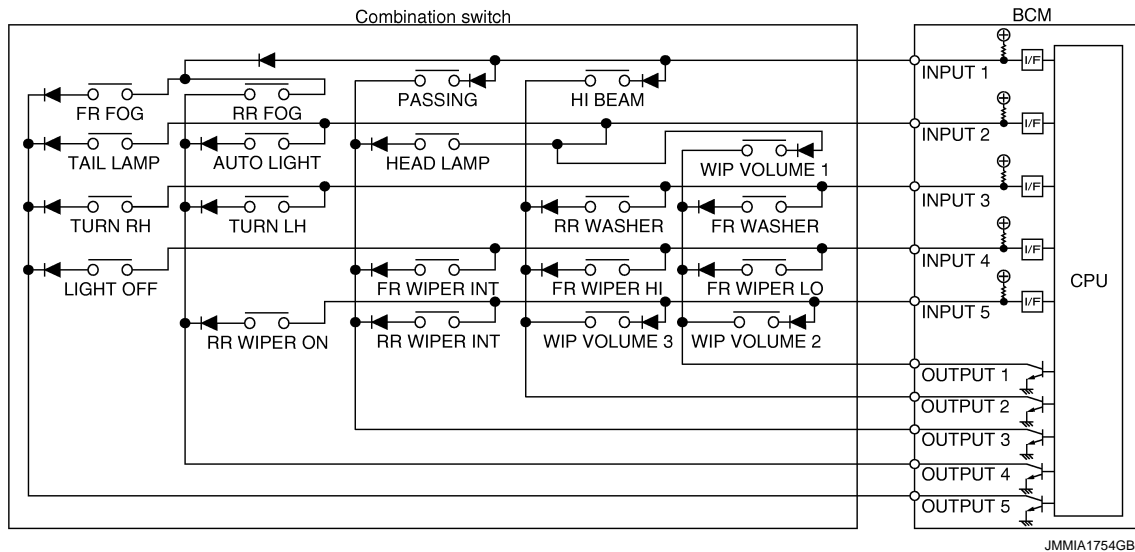 Combination switch
BCM
INPUT 1
I/F
FR FOG
RR FOG
PASSING
HI BEAM
INPUT 2
I/F
TAIL LAMP
AUTO LIGHT
HEAD LAMP
WIP VOLUME 1
INPUT 3
I/F
TURN RH
TURN LH
RR WASHER
FR WASHER
INPUT 4
I/F
LIGHT OFF
FR WIPER INT
FR WIPER HI
FR WIPER LO
CPU
INPUT 5
I/F
RR WIPER ON
RR WIPER INT
WIP VOLUME 3
WIP VOLUME 2
OUTPUT 1
OUTPUT 2
OUTPUT 3
OUTPUT 4
OUTPUT 5
JMMIA1754GB